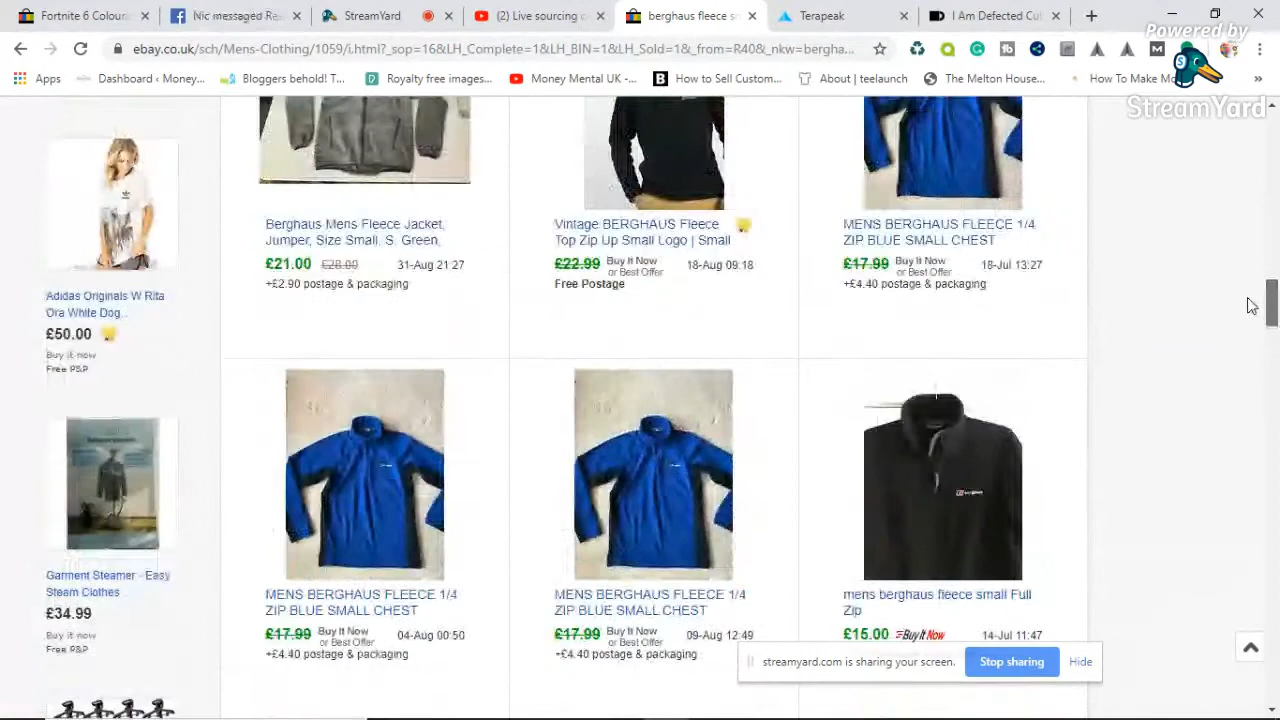 Fortnite 6 Colour
Nic messaged
StreamYard
(2) Live sourcing
berghaus fleece s
Terapeak
I Am Defected Cu
Powered by
StreamYard
ebay.co.uk/sch/Mens-Clothing/1059/i.html?_sop=16&LH_Complete=1&LH_BIN=1&LH_Sold=1&_from=R40&_nkw=bergha...
Apps
Dashboard ‹ Money...
Bloggers behold! T...
Royalty free images...
Money Mental UK -...
How to Sell Custom...
About | teelaunch
The Melton House...
How To Make Mo
Berghaus Mens Fleece Jacket,
Jumper, Size Small, S. Green,
£21.00 £28.00 31-Aug 21:27
+£2.90 postage & packaging
Vintage BERGHAUS Fleece
Top Zip Up Small Logo | Small
£22.99 Buy It Now
or Best Offer 18-Aug 09:18
Free Postage
MENS BERGHAUS FLEECE 1/4
ZIP BLUE SMALL CHEST
£17.99 Buy It Now
or Best Offer 18-Jul 13:27
+£4.40 postage & packaging
Adidas Originals W Rita
Ora White Dog...
£50.00
Buy it now
Free P&P
Garment Steamer - Easy
Steam Clothes
£34.99
Buy it now
Free P&P
MENS BERGHAUS FLEECE 1/4
ZIP BLUE SMALL CHEST
£17.99 Buy It Now
or Best Offer 04-Aug 00:50
+£4.40 postage & packaging
MENS BERGHAUS FLEECE 1/4
ZIP BLUE SMALL CHEST
£17.99 Buy It Now
or Best Offer 09-Aug 12:49
+£4.40 postage & packaging
mens berghaus fleece small Full
Zip
£15.00 Buy It Now 14-Jul 11:47
streamyard.com is sharing your screen.
Stop sharing
Hide